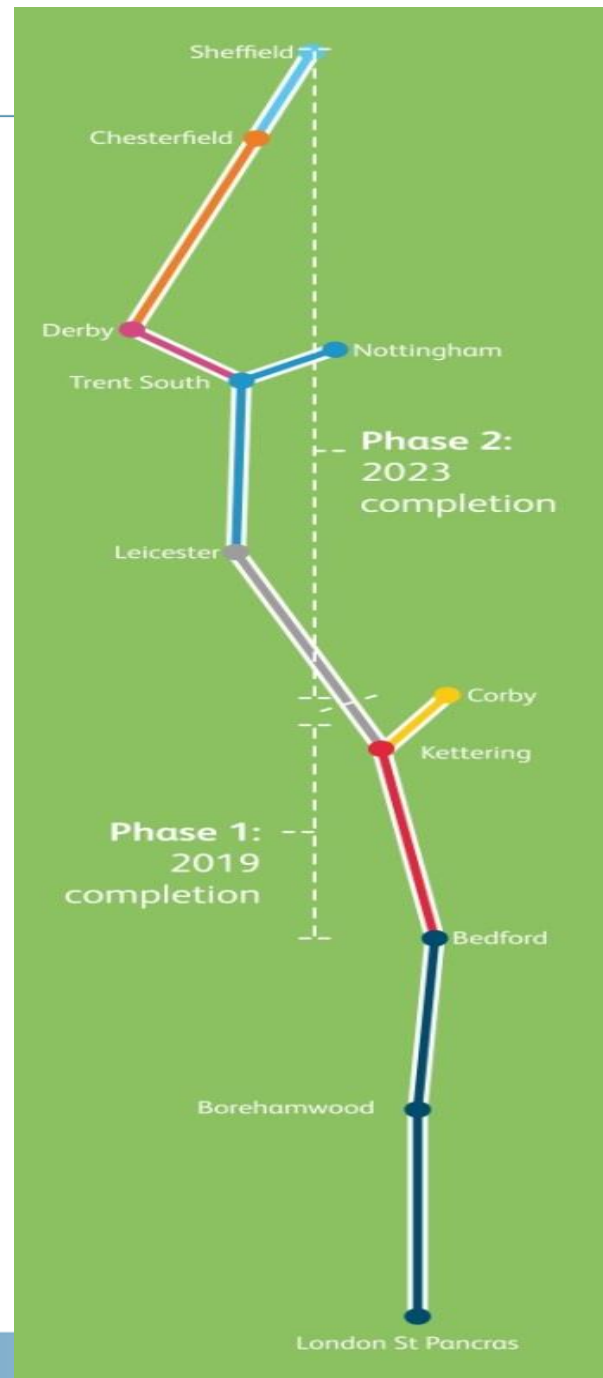 Sheffield
Chesterfield
Derby
Nottingham
Trent South
Phase 2:
2023
completion
Leicester
Corby
Kettering
Phase 1:
2019
completion
Bedford
Borehamwood
London St Pancras